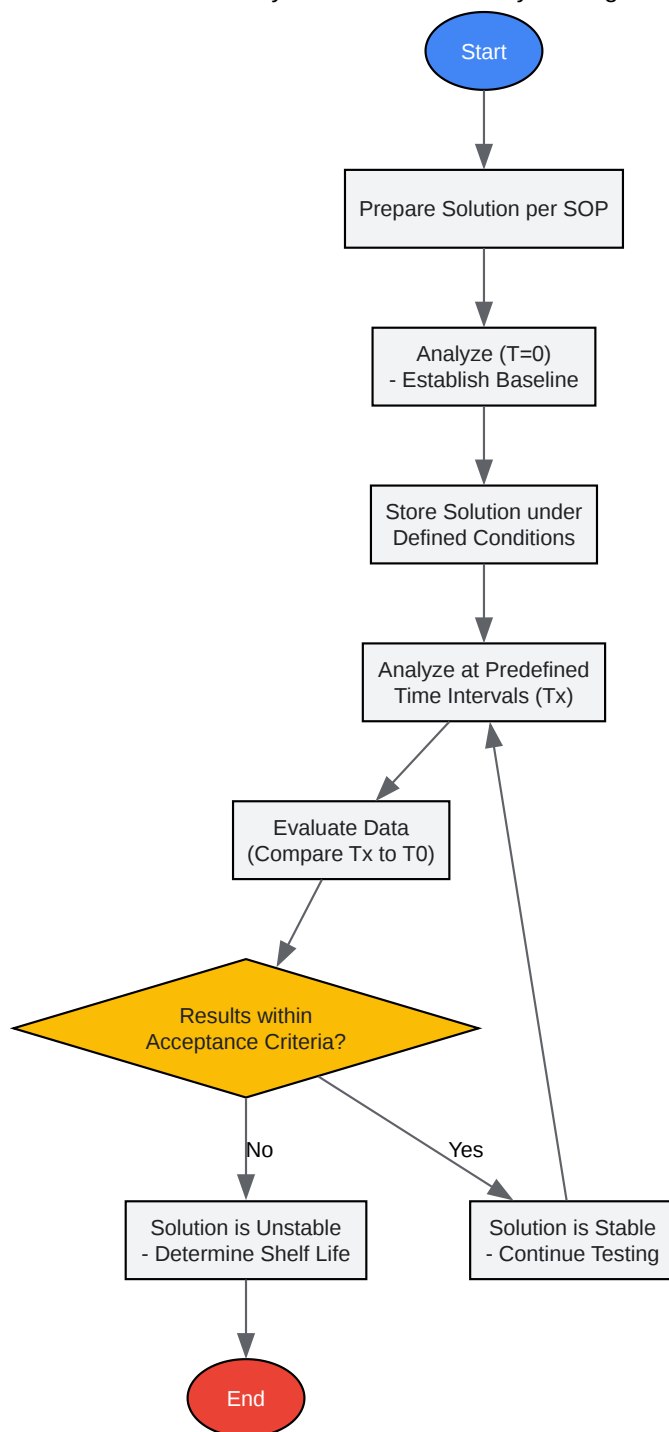 Start
Prepare Solution per SOP
Analyze (T=0)
- Establish Baseline
Store Solution under
Defined Conditions
Analyze at Predefined
Time Intervals (Tx)
Evaluate Data
(Compare Tx to T0)
Results within
Acceptance Criteria?
No
Yes
Solution is Unstable
- Determine Shelf Life
Solution is Stable
- Continue Testing
End